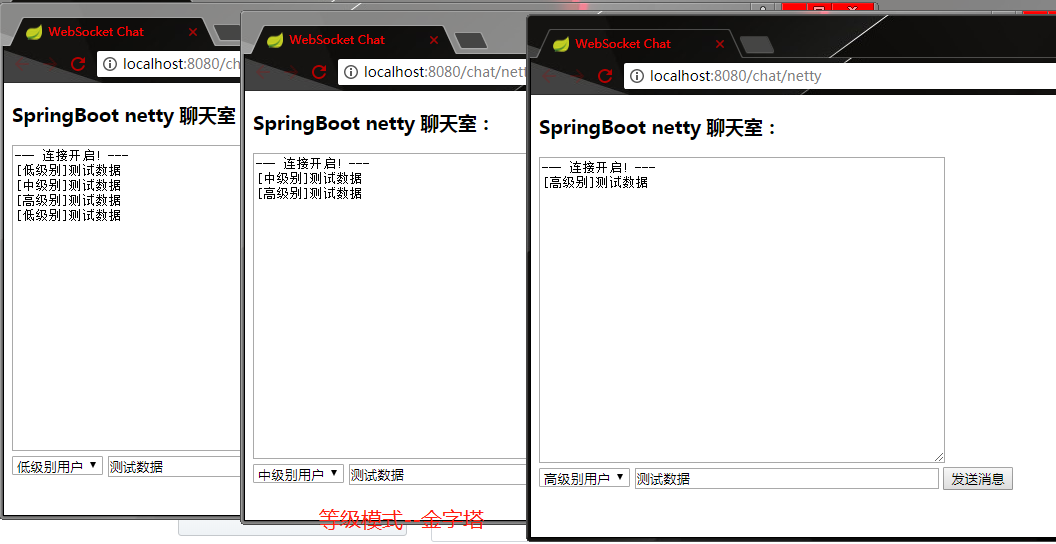 WebSocket Chat
localhost:8080/ch
SpringBoot netty 聊天室
--- 连接开启! ---
[低级别]测试数据
[中级别]测试数据
[高级别]测试数据
[低级别]测试数据
低级别用户
测试数据
WebSocket Chat
localhost:8080/chat/nett
SpringBoot netty 聊天室：
--- 连接开启! ---
[中级别]测试数据
[高级别]测试数据
中级别用户
测试数据
WebSocket Chat
localhost:8080/chat/netty
SpringBoot netty 聊天室：
--- 连接开启! ---
[高级别]测试数据
高级别用户
测试数据
发送消息
等级模式--金字塔